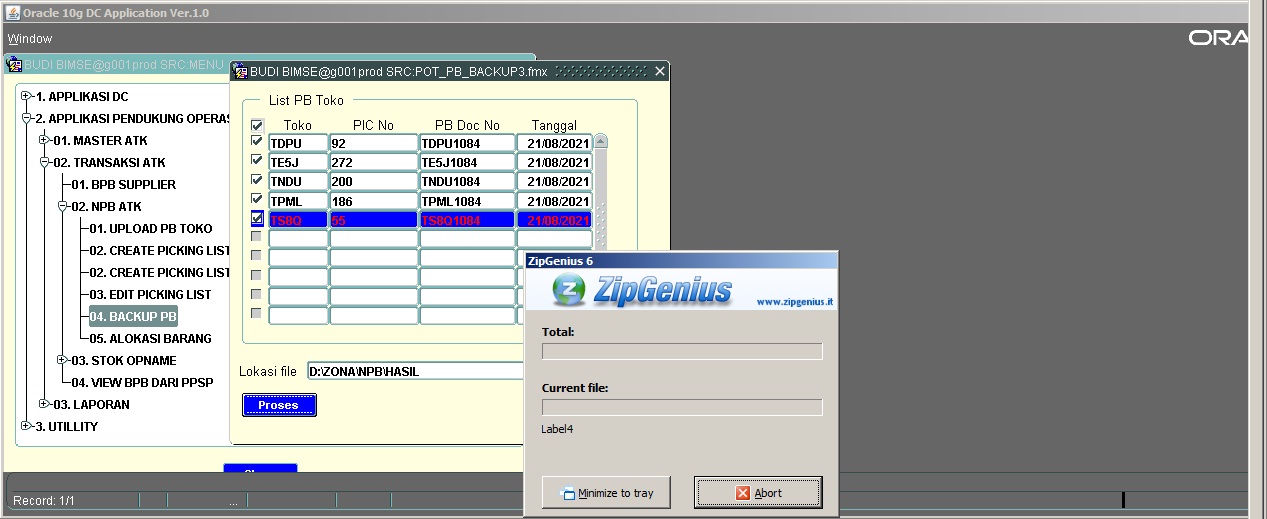 Oracle 10g DC Application Ver.1.0
Window
BUDI BIMSE@g001prod SRC:MENU
1. APPLIKASI DC
2. APPLIKASI PENDUKUNG OPERAS
01. MASTER ATK
02. TRANSAKSI ATK
01. BPB SUPPLIER
02. NPB ATK
01. UPLOAD PB TOKO
02. CREATE PICKING LIST
02. CREATE PICKING LIST
03. EDIT PICKING LIST
04. BACKUP PB
05. ALOKASI BARANG
03. STOK OPNAME
04. VIEW BPB DARI PPSP
03. LAPORAN
3. UTILLITY
BUDI BIMSE@g001prod SRC:POT_PB_BACKUP3.fmx
List PB Toko
Toko PIC No PB Doc No Tanggal
TDPU 92 TDPU1084 21/08/2021
TE5J 272 TE5J1084 21/08/2021
TNDU 200 TNDU1084 21/08/2021
TPML 186 TPML1084 21/08/2021
TS8Q 55 TS8Q1084 21/08/2021
Lokasi file D:\ZONA\NPB\HASIL
Proses
ZipGenius 6
ZipGenius www.zipgenius.it
Total:
Current file:
Label4
Minimize to tray Abort
Record: 1/1 ...
ORA